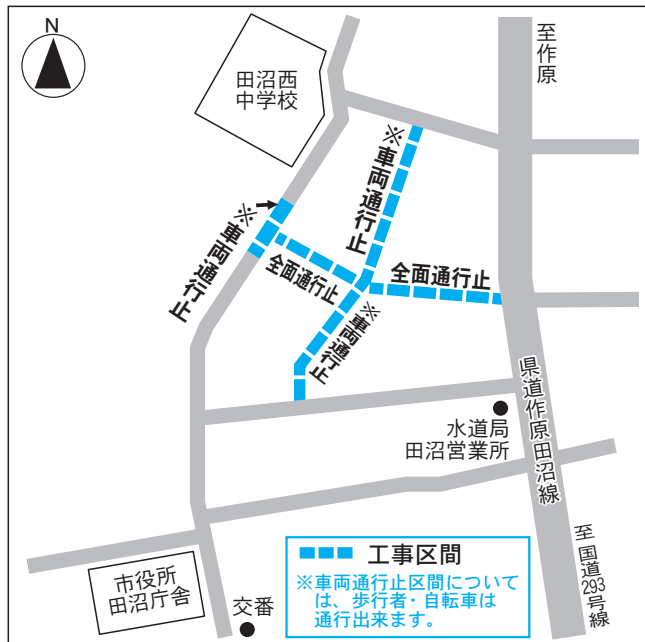 N
田沼西
中学校
至作原
※車両通行止
※車両通行止
全面通行止
全面通行止
※車両通行止
県道作原田沼線
水道局
田沼営業所
至国道293号線
市役所
田沼庁舎
交番
工事区間
※車両通行止区間について
は、歩行者・自転車は
通行出来ます。